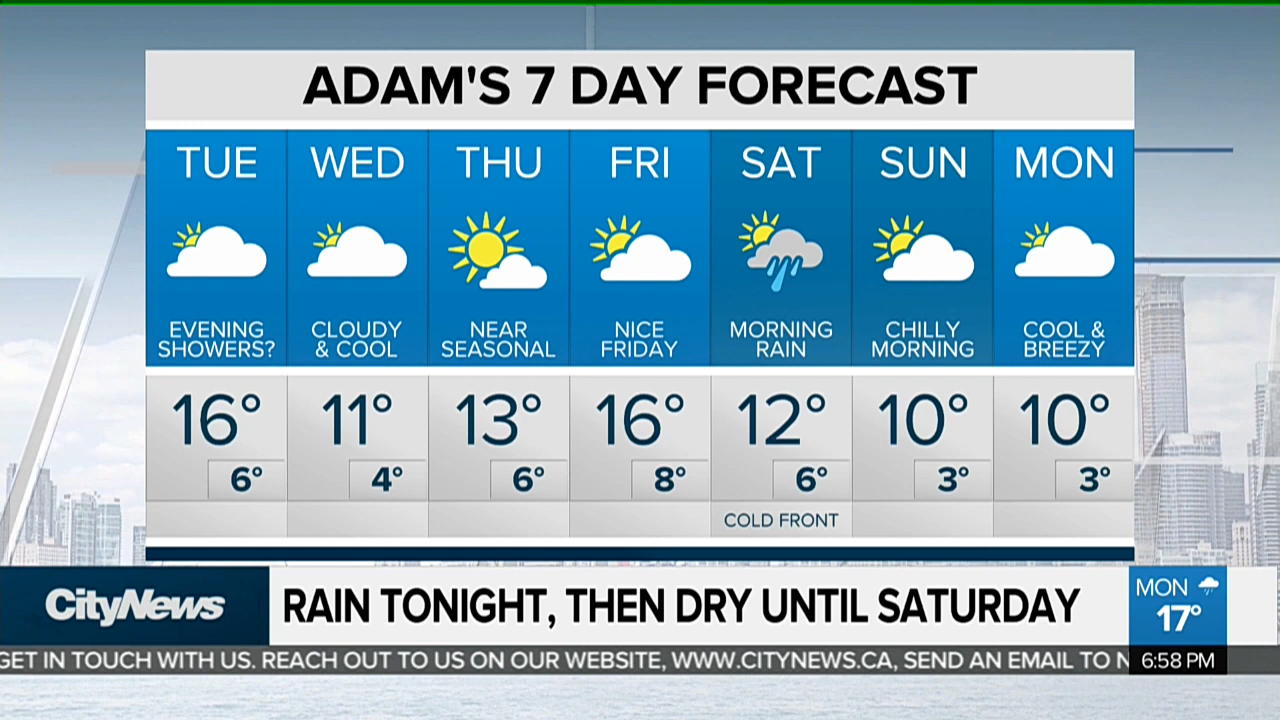 ADAM'S 7 DAY FORECAST
TUE WED THU FRI SAT SUN MON
EVENING SHOWERS?
CLOUDY & COOL
NEAR SEASONAL
NICE FRIDAY
MORNING RAIN
CHILLY MORNING
COOL & BREEZY
16° 11° 13° 16° 12° 10° 10°
6° 4° 6° 8° 6° 3° 3°
COLD FRONT
CityNews
RAIN TONIGHT, THEN DRY UNTIL SATURDAY
MON
17°
GET IN TOUCH WITH US. REACH OUT TO US ON OUR WEBSITE, WWW.CITYNEWS.CA, SEND AN EMAIL TO N
6:58 PM